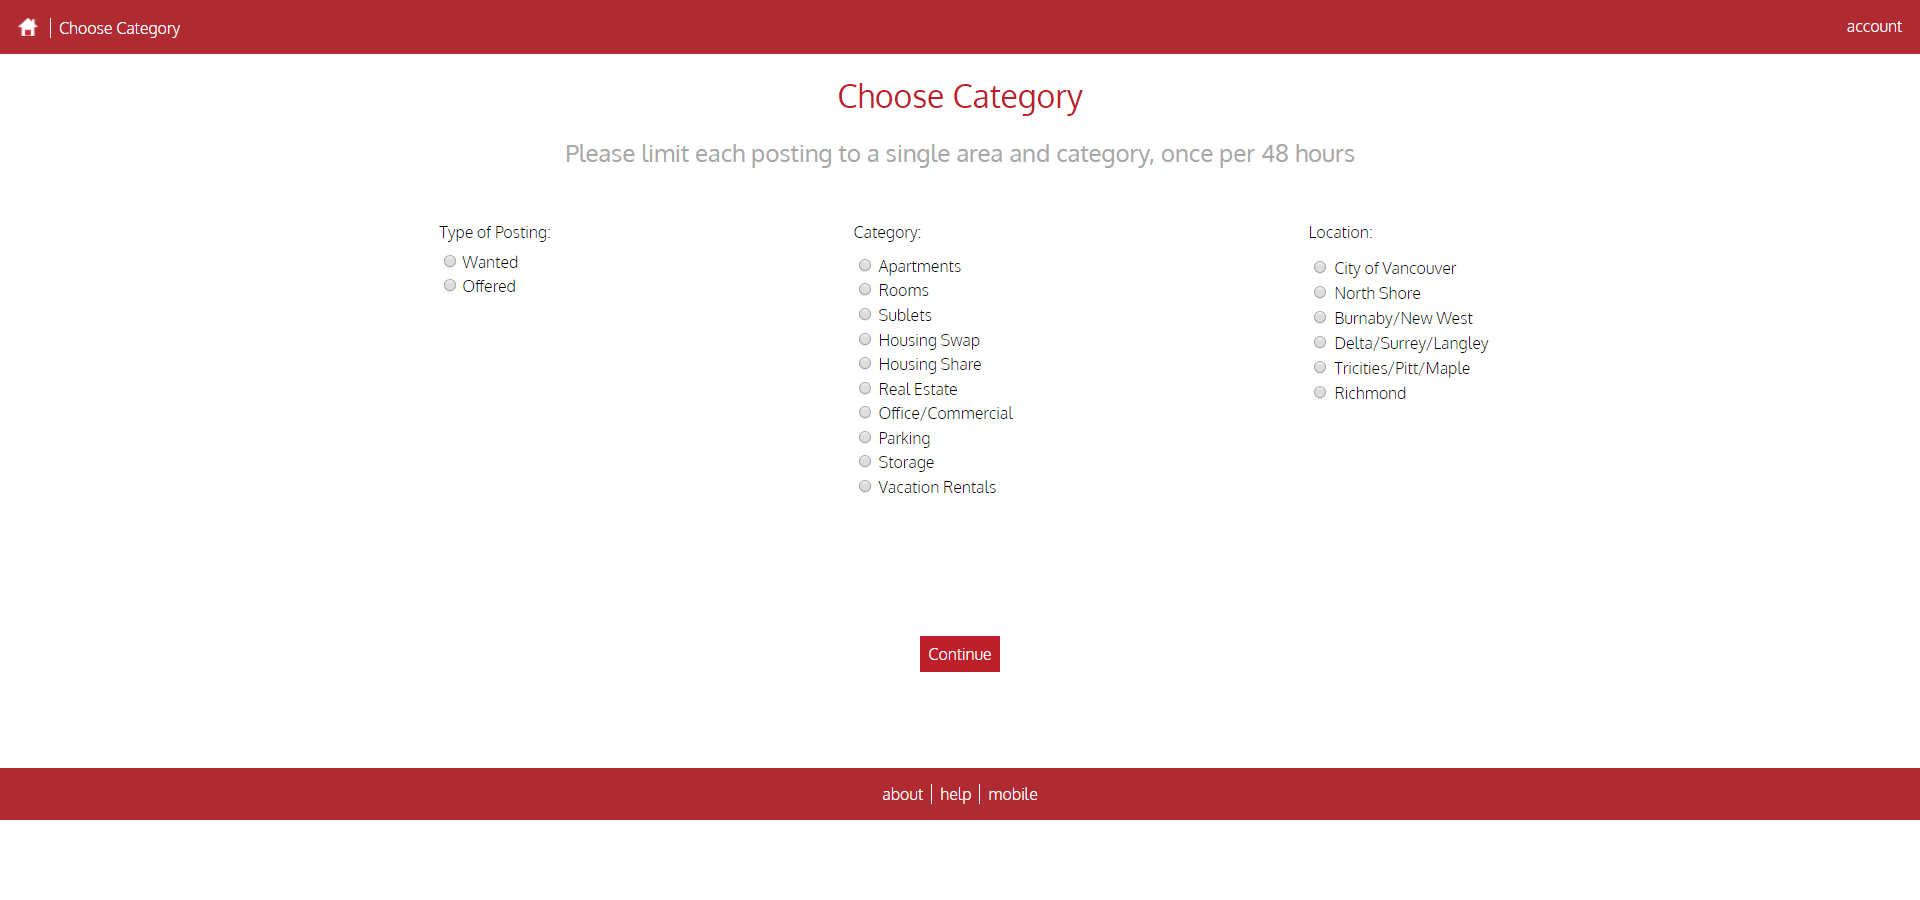 Choose Category
account
Choose Category
Please limit each posting to a single area and category, once per 48 hours
Type of Posting:
Wanted
Offered
Category:
Apartments
Rooms
Sublets
Housing Swap
Housing Share
Real Estate
Office/Commercial
Parking
Storage
Vacation Rentals
Location:
City of Vancouver
North Shore
Burnaby/New West
Delta/Surrey/Langley
Tricities/Pitt/Maple
Richmond
Continue
about
help
mobile